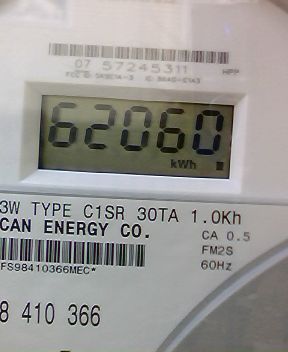 07 57245311
HPP
62060
kWh
3W TYPE C1SR 30TA 1.0Kh
CAN ENERGY CO.
CA 0.5
FM2S
60Hz
FS98410366MEC*
8 410 366